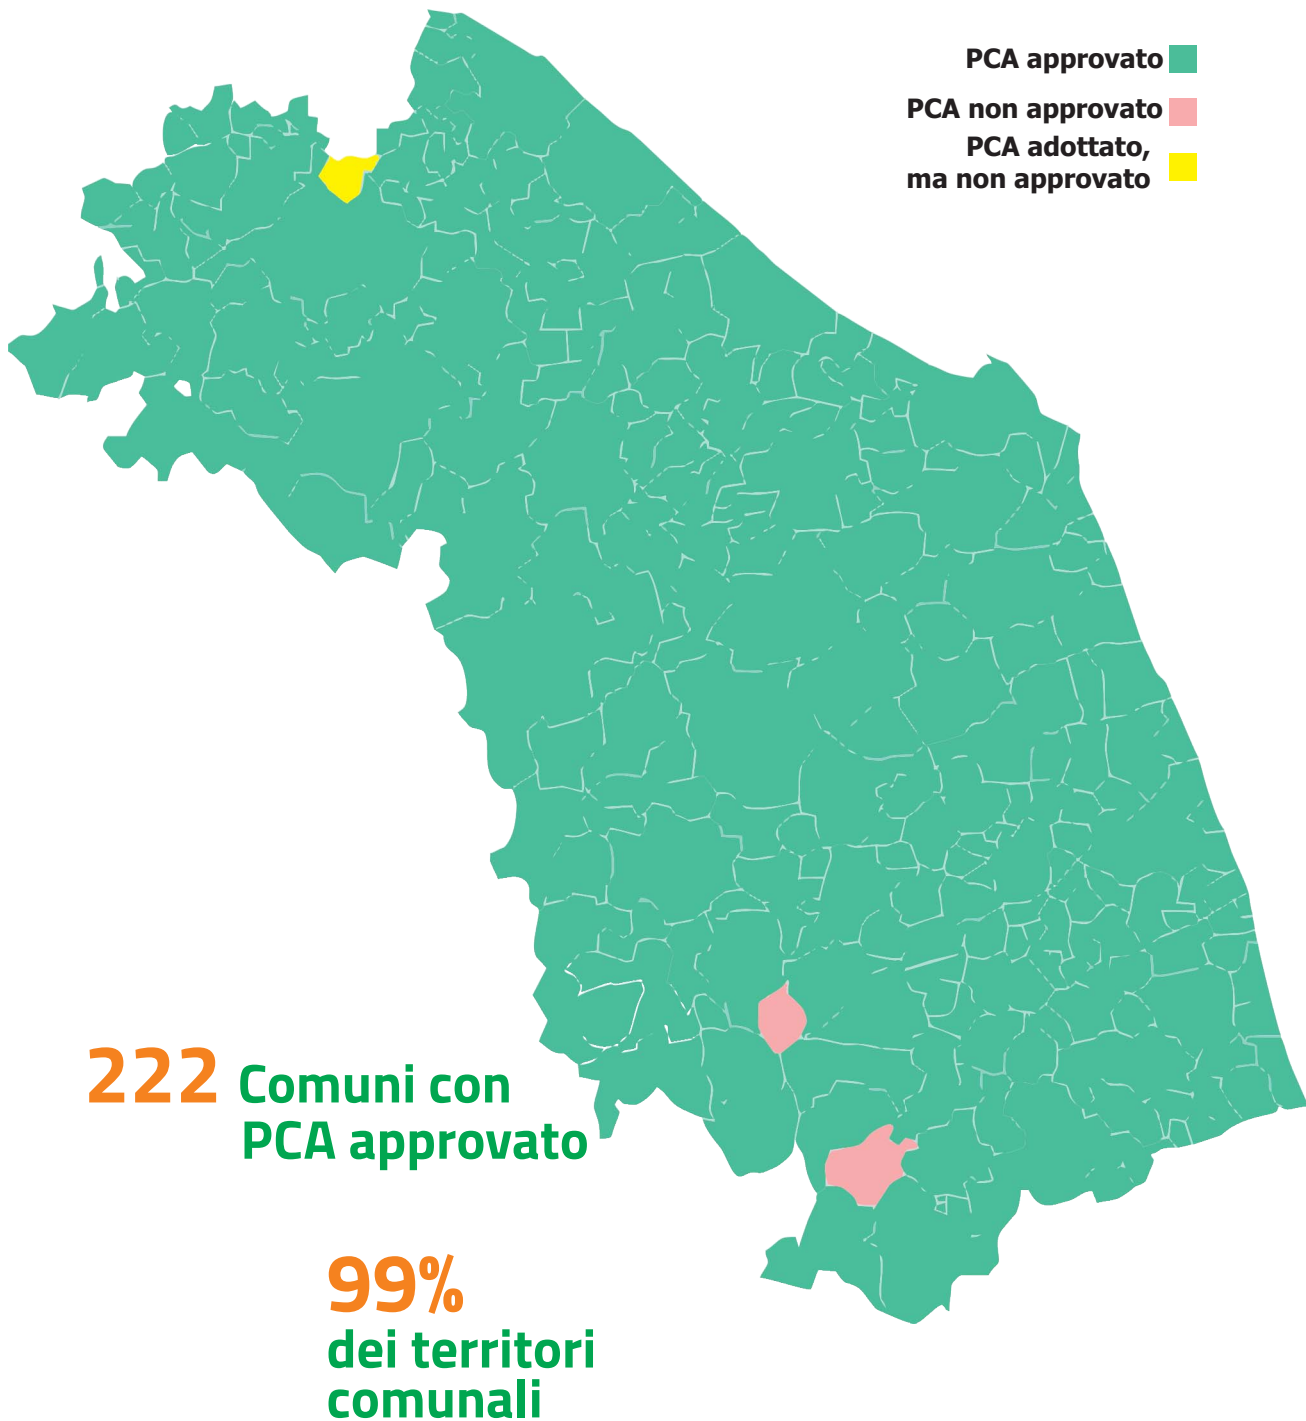 PCA approvato
PCA non approvato
PCA adottato,
ma non approvato
222 Comuni con
PCA approvato
99%
dei territori
comunali